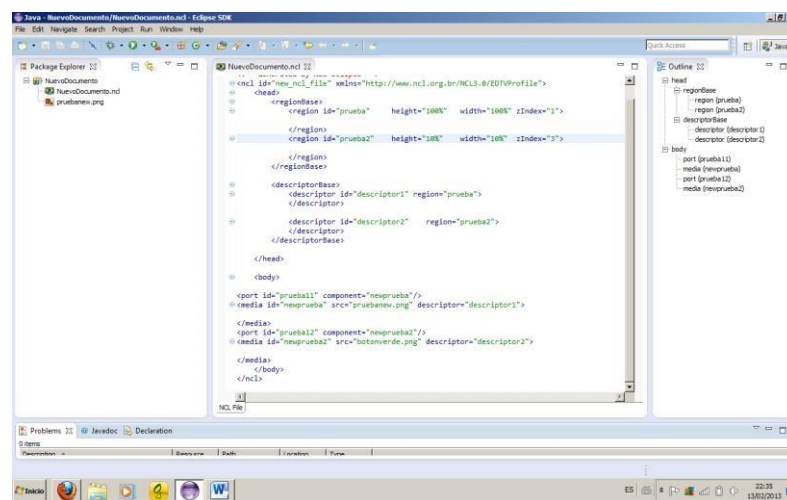 Java - NuevoDocumento/NuevoDocumento.ncl - Eclipse SDK
File Edit Navigate Search Project Run Window Help
Quick Access
Java
Package Explorer
NuevoDocumento
NuevoDocumento.ncl
pruebanew.png
NuevoDocumento.ncl
<ncl id="new_ncl_file" xmlns="http://www.ncl.org.br/NCL3.0/EDTVProfile">
<head>
<regionBase>
<region id="prueba" height="100%" width="100%" zIndex="1">
</region>
<region id="prueba2" height="10%" width="10%" zIndex="3">
</region>
</regionBase>
<descriptorBase>
<descriptor id="descriptor1" region="prueba">
</descriptor>
<descriptor id="descriptor2" region="prueba2">
</descriptor>
</descriptorBase>
</head>
<body>
<port id="prueba11" component="newprueba"/>
<media id="newprueba" src="pruebanew.png" descriptor="descriptor1">
</media>
<port id="prueba12" component="newprueba2"/>
<media id="newprueba2" src="botonverde.png" descriptor="descriptor2">
</media>
</body>
</ncl>
NCL File
Outline
head
regionBase
region (prueba)
region (prueba2)
descriptorBase
descriptor (descriptor1)
descriptor (descriptor2)
body
port (prueba11)
media (newprueba)
port (prueba12)
media (newprueba2)
Problems Javadoc Declaration
0 items
Description Resource Path Location Type
Inicio
ES
22:35
13/02/2013